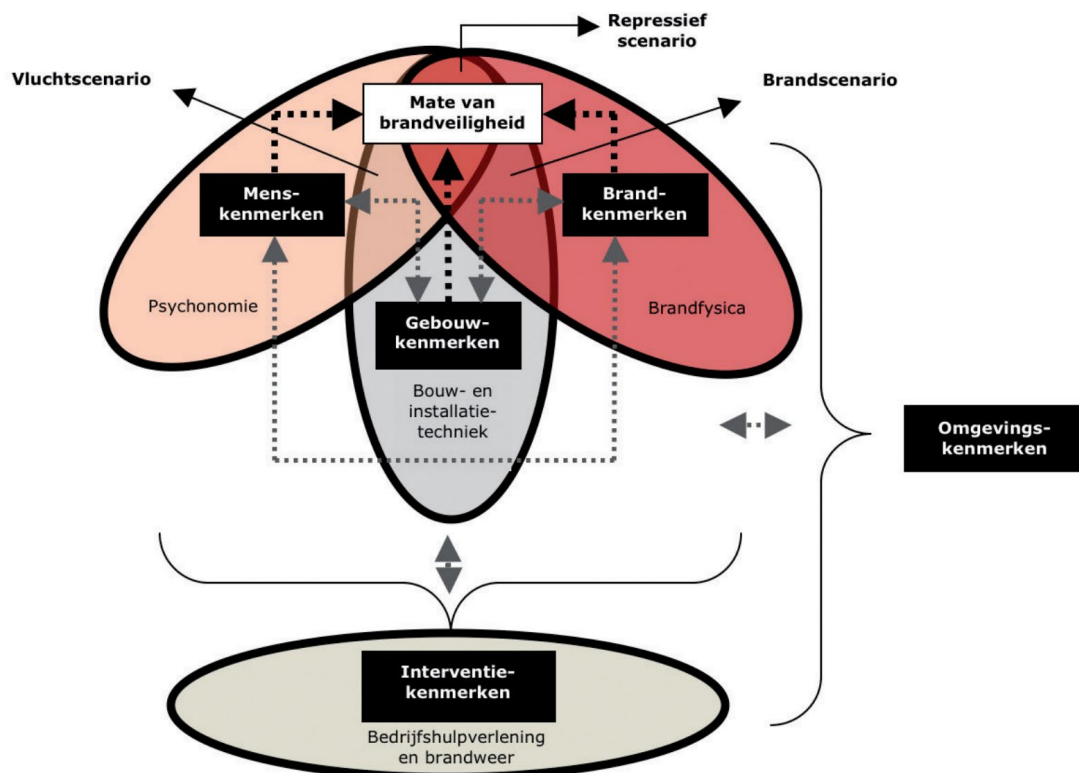 Repressief
scenario
Vluchtscenario
Brandscenario
Mate van
brandveiligheid
Mens-
kenmerken
Brand-
kenmerken
Psychonomie
Brandfysica
Gebouw-
kenmerken
Bouw- en
installatie-
techniek
Omgevings-
kenmerken
Interventie-
kenmerken
Bedrijfshulpverlening
en brandweer